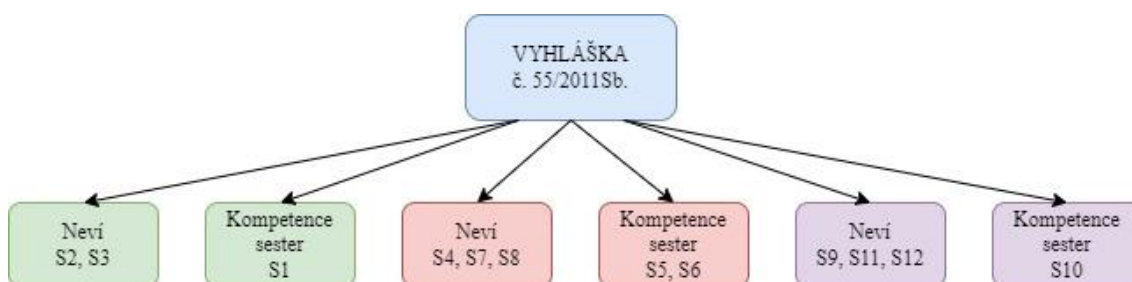 VYHLÁŠKA
č. 55/2011Sb.
Neví
S2, S3
Kompetence
sester
S1
Neví
S4, S7, S8
Kompetence
sester
S5, S6
Neví
S9, S11, S12
Kompetence
sester
S10